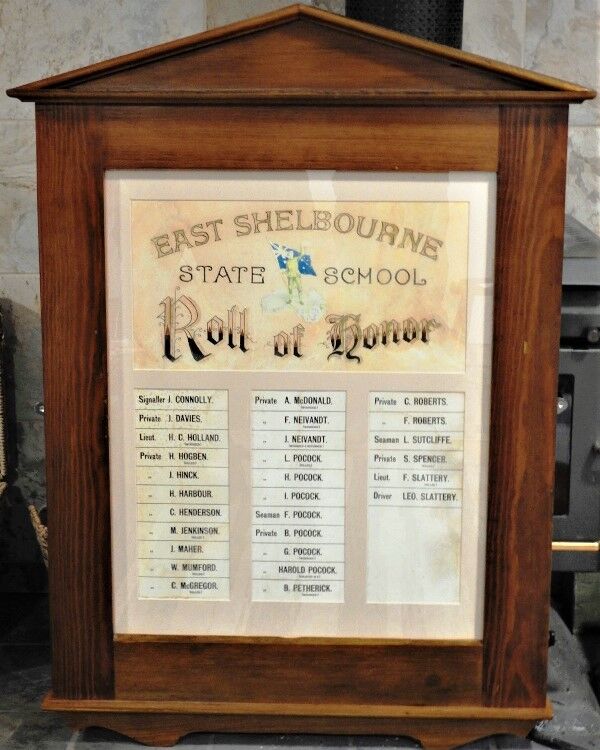 EAST SHELBOURNE
STATE SCHOOL
Roll of Honor
Signaller J. CONNOLLY.
Private J. DAVIES.
Lieut. H. C. HOLLAND.
Private H. HOGBEN.
„ J. HINCK.
„ H. HARBOUR.
„ C. HENDERSON.
„ M. JENKINSON.
„ J. MAHER.
„ W. MUMFORD.
„ C. McGREGOR.
Private A. McDONALD.
„ F. NEIVANDT.
„ J. NEIVANDT.
„ L. POCOCK.
„ H. POCOCK.
„ I. POCOCK.
Seaman F. POCOCK.
Private B. POCOCK.
„ G. POCOCK.
„ HAROLD POCOCK.
„ B. PETHERICK.
Private C. ROBERTS.
„ F. ROBERTS.
Seaman L. SUTCLIFFE.
Private S. SPENCER.
Lieut. F. SLATTERY.
Driver LEO. SLATTERY.